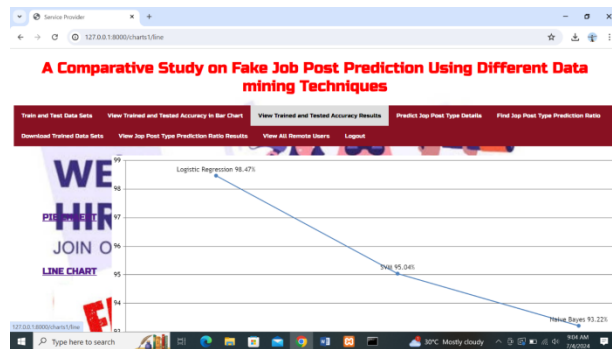 Service Provider
127.0.0.1:8000/charts1/line
A Comparative Study on Fake Job Post Prediction Using Different Data
mining Techniques
Train and Test Data Sets View Trained and Tested Accuracy in Bar Chart View Trained and Tested Accuracy Results Predict Jop Post Type Details Find Jop Post Type Prediction Ratio
Download Trained Data Sets View Jop Post Type Prediction Ratio Results View All Remote Users Logout
99
WE
Logistic Regression 98.47%
98
HIR
97
JOIN O
96
LINE CHART
95
SVM 95.04%
94
Naive Bayes 93.22%
93
127.0.0.1:8000/charts1/line
Type here to search
30°C Mostly cloudy
9:04 AM
7/4/2024